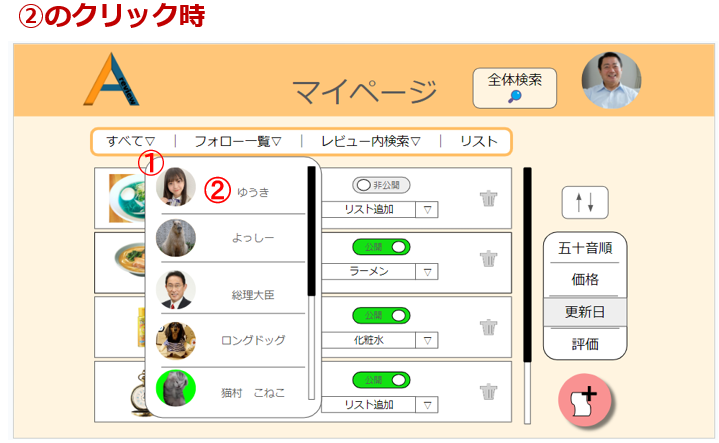 ②のクリック時
A
review
マイページ
全体検索
すべて▽ | フォロー一覧▽ | レビュー内検索▽ | リスト
①
②
ゆうき
よっしー
総理大臣
ロングドッグ
猫村 こねこ
非公開
リスト追加 ▽
公開
ラーメン ▽
公開
化粧水 ▽
公開
リスト追加 ▽
↑↓
五十音順
価格
更新日
評価
+